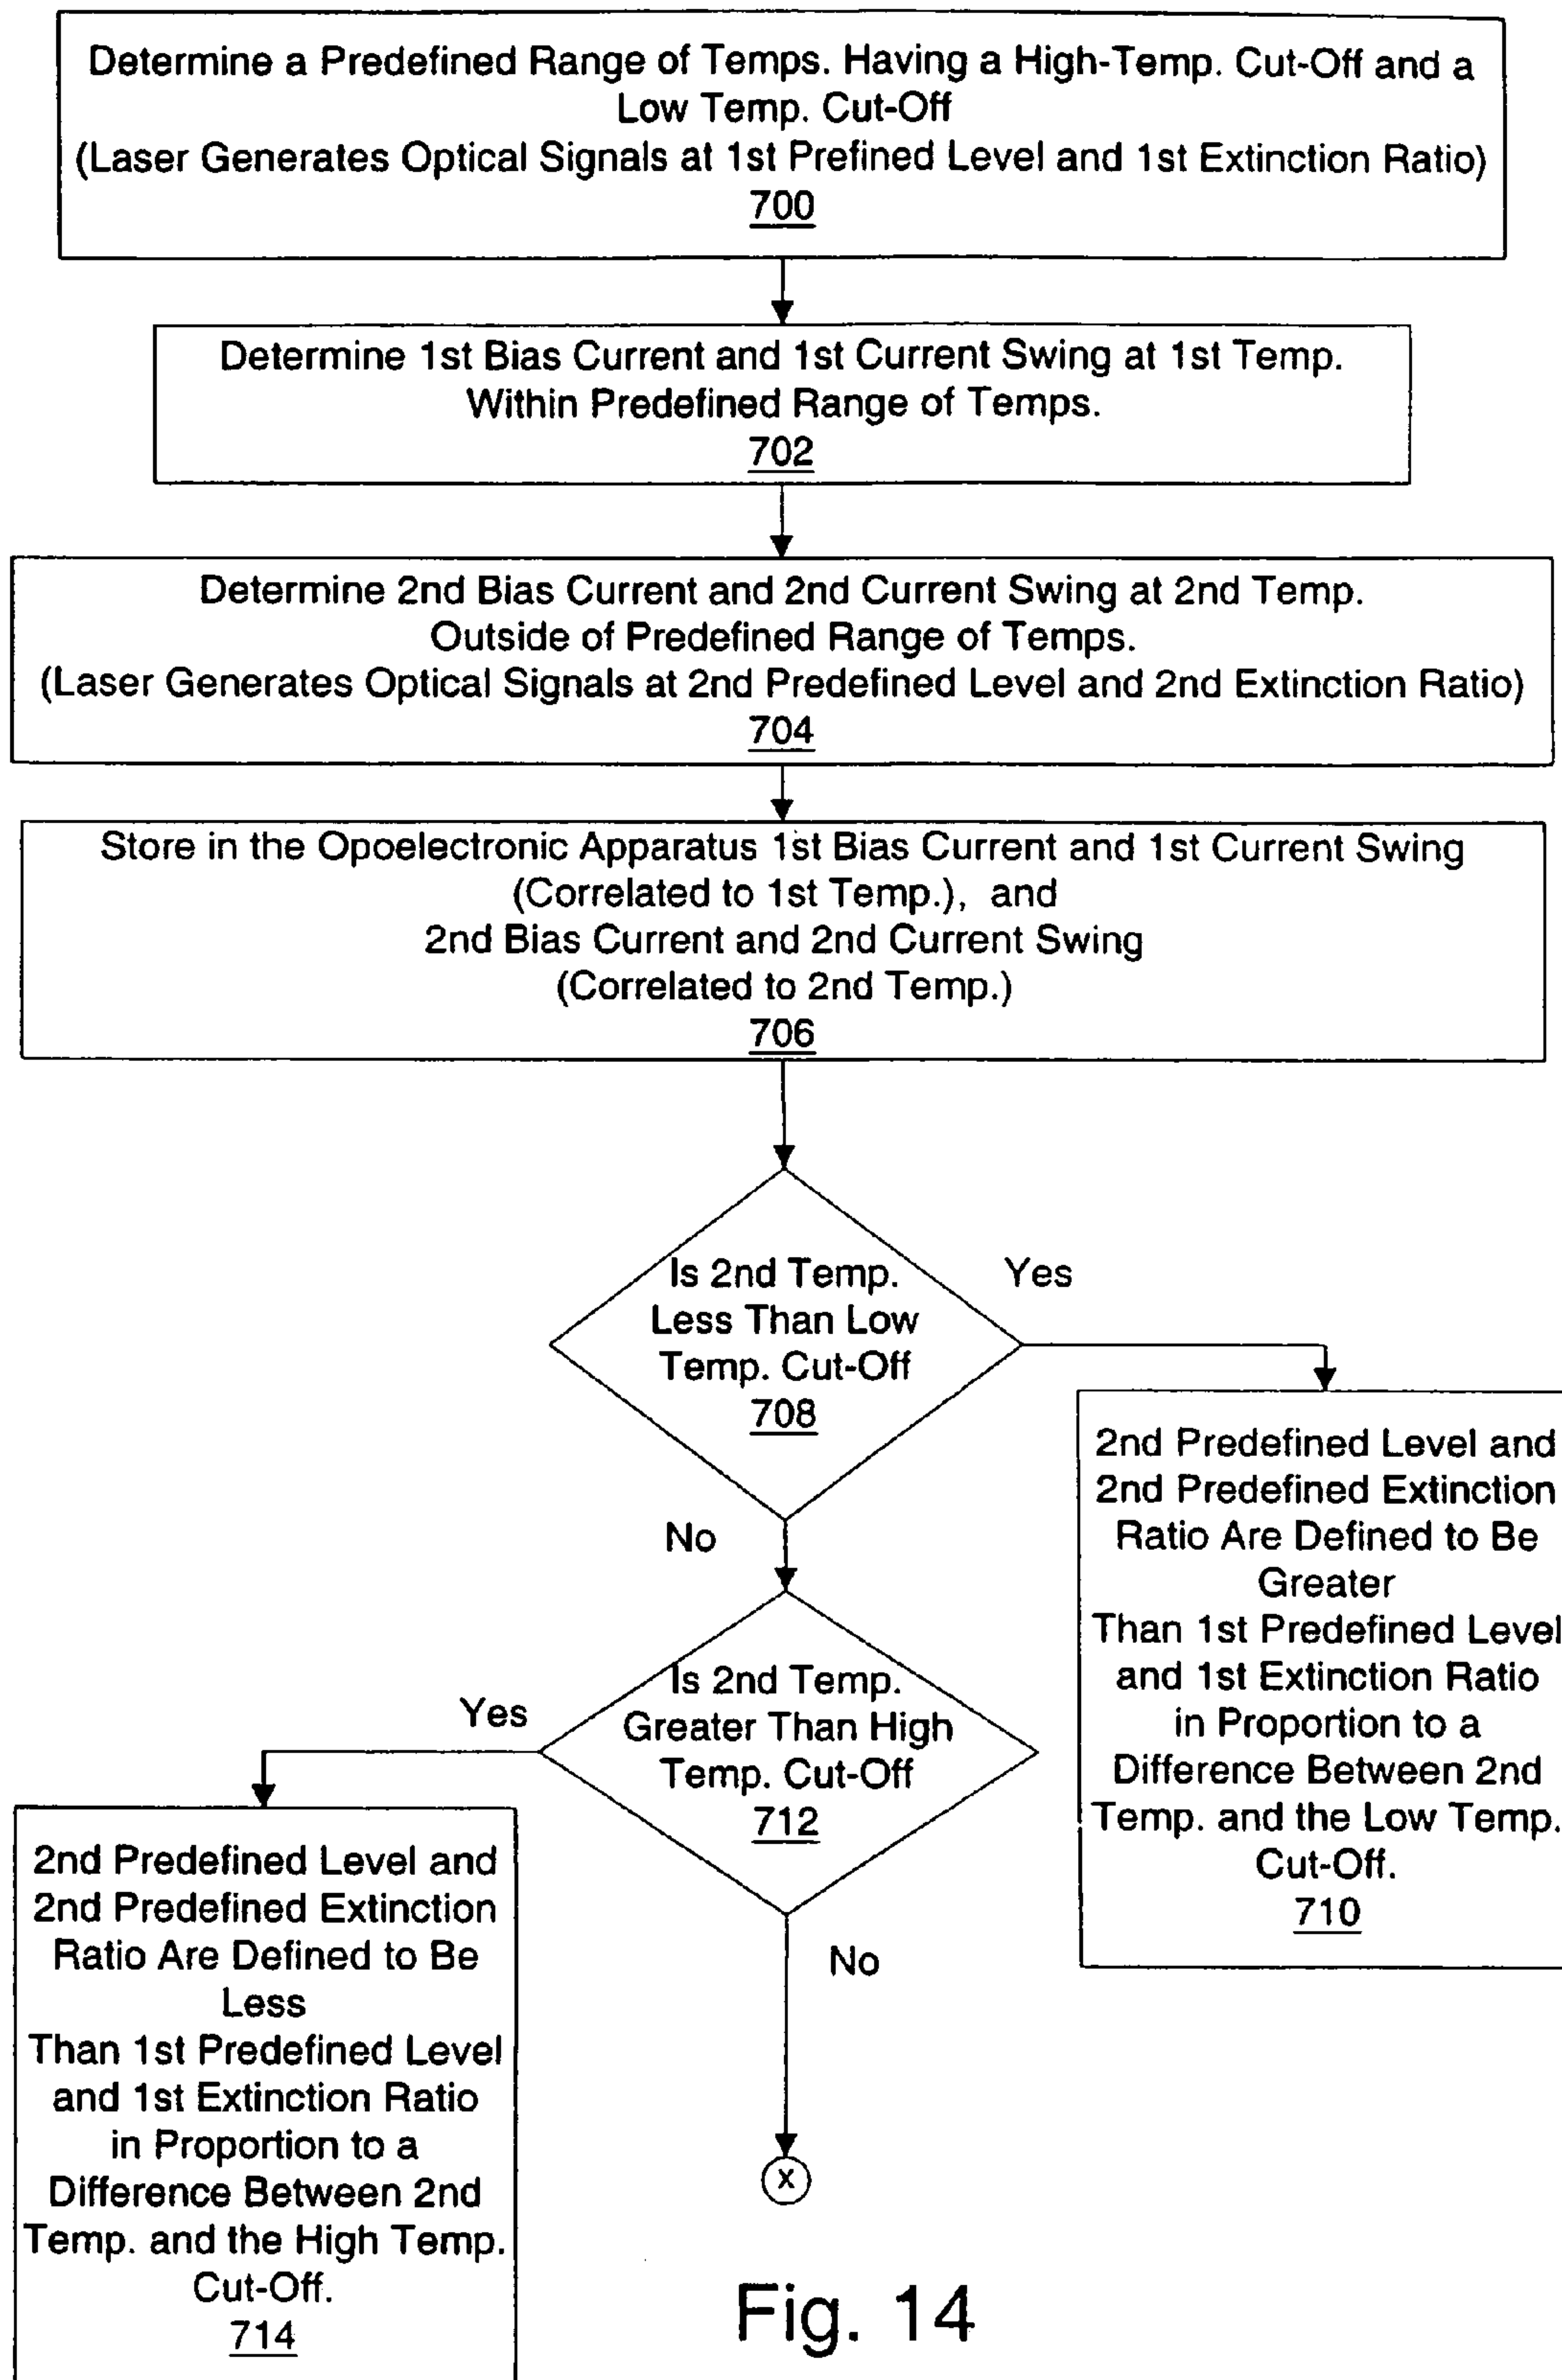 Determine a Predefined Range of Temps. Having a High-Temp. Cut-Off and a
Low Temp. Cut-Off
(Laser Generates Optical Signals at 1st Prefined Level and 1st Extinction Ratio)
700
Determine 1st Bias Current and 1st Current Swing at 1st Temp.
Within Predefined Range of Temps.
702
Determine 2nd Bias Current and 2nd Current Swing at 2nd Temp.
Outside of Predefined Range of Temps.
(Laser Generates Optical Signals at 2nd Predefined Level and 2nd Extinction Ratio)
704
Store in the Opoelectronic Apparatus 1st Bias Current and 1st Current Swing
(Correlated to 1st Temp.), and
2nd Bias Current and 2nd Current Swing
(Correlated to 2nd Temp.)
706
Is 2nd Temp.
Less Than Low
Temp. Cut-Off
708
Yes
No
2nd Predefined Level and
2nd Predefined Extinction
Ratio Are Defined to Be
Greater
Than 1st Predefined Level
and 1st Extinction Ratio
in Proportion to a
Difference Between 2nd
Temp. and the Low Temp.
Cut-Off.
710
Is 2nd Temp.
Greater Than High
Temp. Cut-Off
712
Yes
No
2nd Predefined Level and
2nd Predefined Extinction
Ratio Are Defined to Be
Less
Than 1st Predefined Level
and 1st Extinction Ratio
in Proportion to a
Difference Between 2nd
Temp. and the High Temp.
Cut-Off.
714
x
Fig. 14